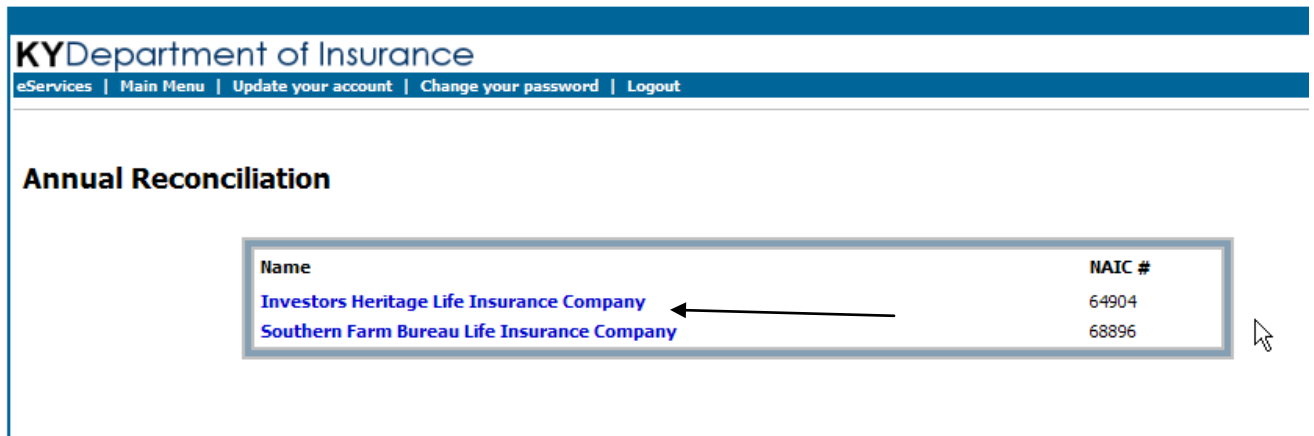 KYDepartment of Insurance
eServices | Main Menu | Update your account | Change your password | Logout
Annual Reconciliation
Name NAIC #
Investors Heritage Life Insurance Company 64904
Southern Farm Bureau Life Insurance Company 68896